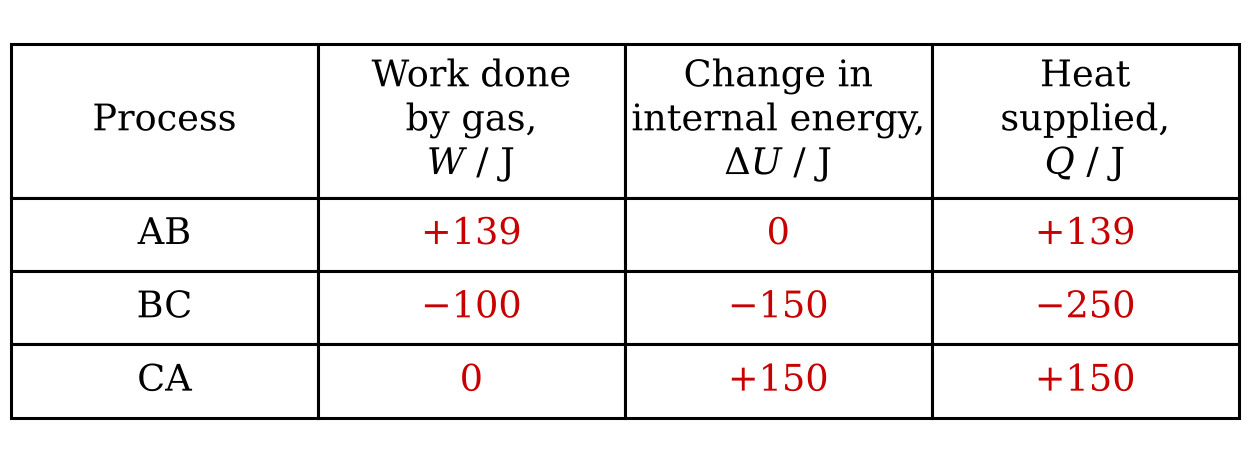 Process
Work done
by gas,
W / J
Change in
internal energy,
ΔU / J
Heat
supplied,
Q / J
AB
+139
0
+139
BC
−100
−150
−250
CA
0
+150
+150